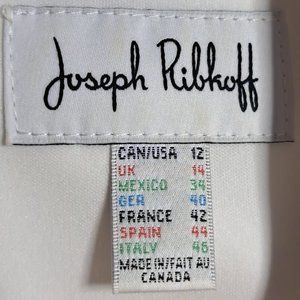 Joseph Ribkoff
CAN/USA 12
UK 14
MEXICO 34
GER 40
FRANCE 42
SPAIN 44
ITALY 46
MADE IN/FAIT AU
CANADA